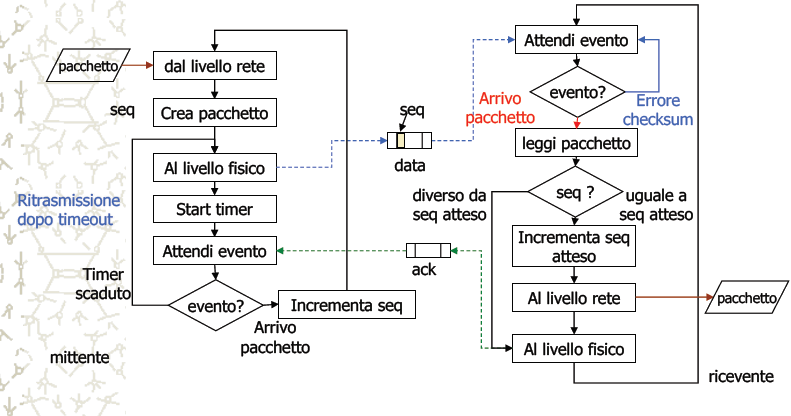 pacchetto
dal livello rete
seq
Crea pacchetto
Al livello fisico
Ritrasmissione
dopo timeout
Start timer
Attendi evento
Timer
scaduto
evento?
Incrementa seq
Arrivo
pacchetto
mittente
seq
data
ack
Attendi evento
evento?
Arrivo
pacchetto
Errore
checksum
leggi pacchetto
seq ?
diverso da
seq atteso
uguale a
seq atteso
Incrementa seq
atteso
Al livello rete
pacchetto
Al livello fisico
ricevente